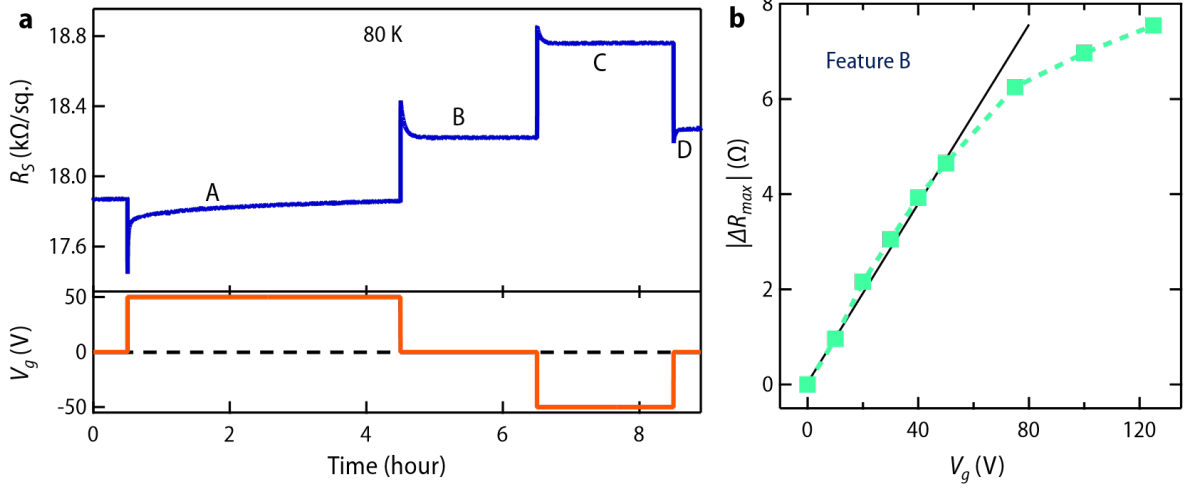 a
80 K
18.8
18.4
18.0
17.6
R_S (kΩ/sq.)
A
B
C
D
50
0
-50
V_g (V)
0 2 4 6 8
Time (hour)
b
Feature B
8
6
4
2
0
|ΔR_max| (Ω)
0 40 80 120
V_g (V)